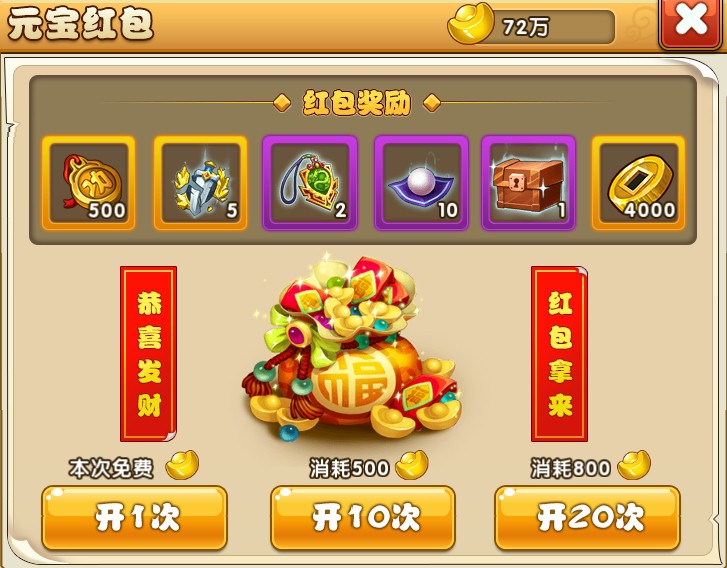 元宝红包
72万
红包奖励
500
5
2
10
1
4000
恭喜发财
福
红包拿来
本次免费
消耗500
消耗800
开1次
开10次
开20次